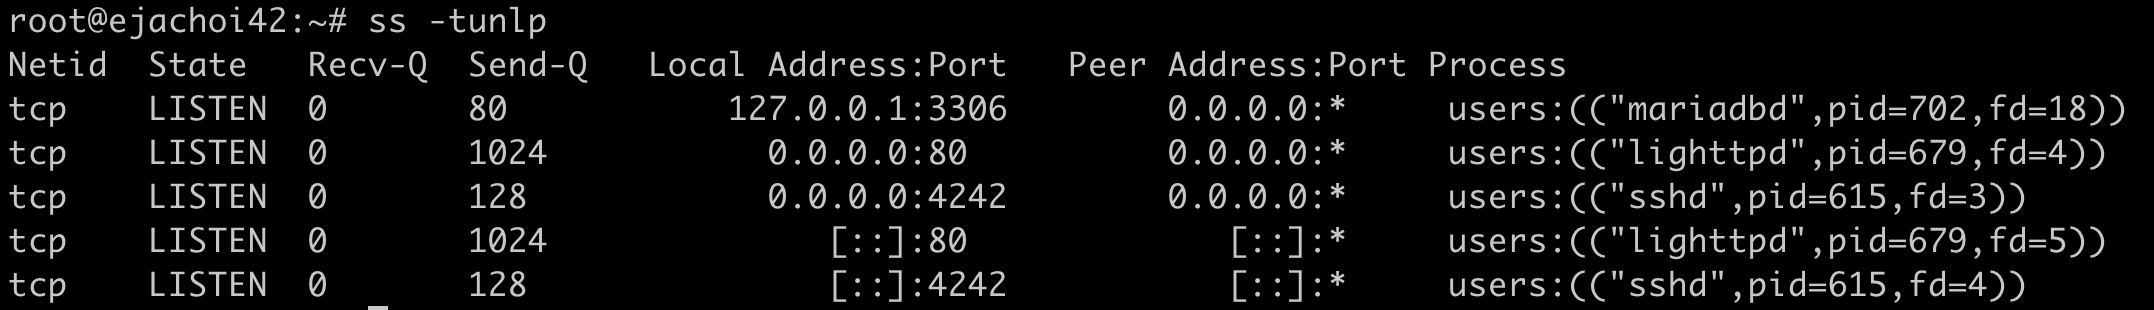 root@ejachoi42:~# ss -tunlp
Netid  State   Recv-Q  Send-Q   Local Address:Port   Peer Address:Port Process
tcp    LISTEN  0       80           127.0.0.1:3306        0.0.0.0:*     users:(("mariadbd",pid=702,fd=18))
tcp    LISTEN  0       1024           0.0.0.0:80          0.0.0.0:*     users:(("lighttpd",pid=679,fd=4))
tcp    LISTEN  0       128            0.0.0.0:4242        0.0.0.0:*     users:(("sshd",pid=615,fd=3))
tcp    LISTEN  0       1024              [::]:80             [::]:*     users:(("lighttpd",pid=679,fd=5))
tcp    LISTEN  0       128               [::]:4242           [::]:*     users:(("sshd",pid=615,fd=4))